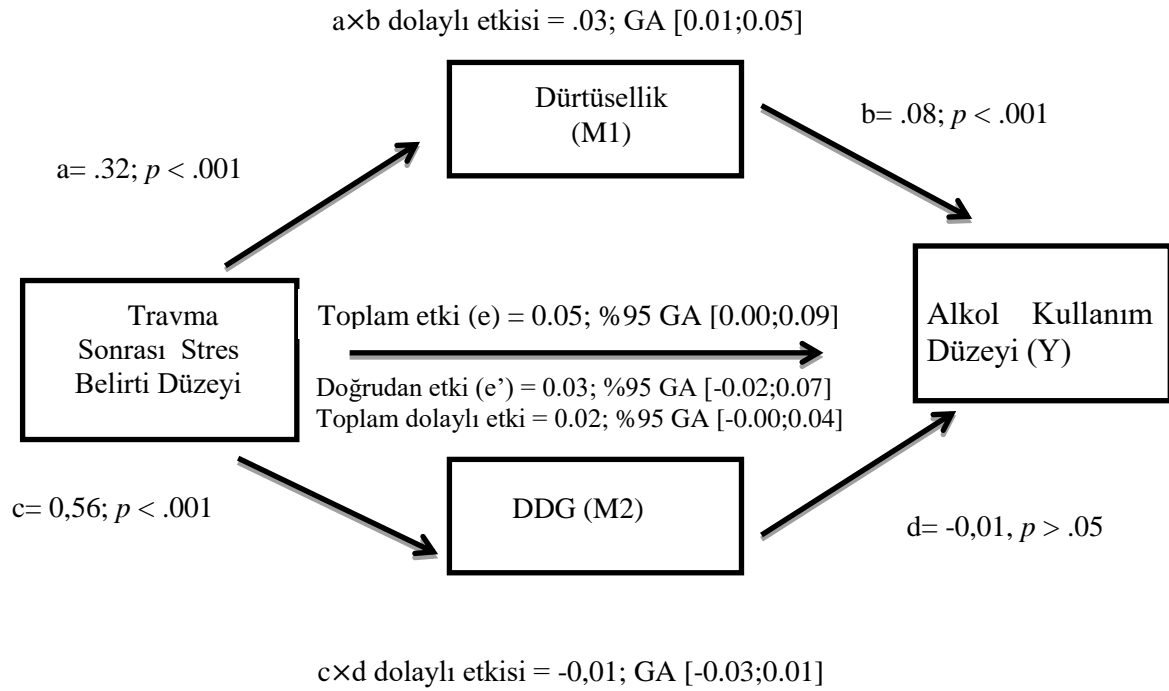 a×b dolaylı etkisi = .03; GA [0.01;0.05]
Dürtüsellik
(M1)
b= .08; p < .001
a= .32; p < .001
Travma
Sonrası Stres
Belirti Düzeyi
Toplam etki (e) = 0.05; %95 GA [0.00;0.09]
Doğrudan etki (e’) = 0.03; %95 GA [-0.02;0.07]
Toplam dolaylı etki = 0.02; %95 GA [-0.00;0.04]
Alkol Kullanım
Düzeyi (Y)
c= 0,56; p < .001
DDG (M2)
d= -0,01, p > .05
c×d dolaylı etkisi = -0,01; GA [-0.03;0.01]